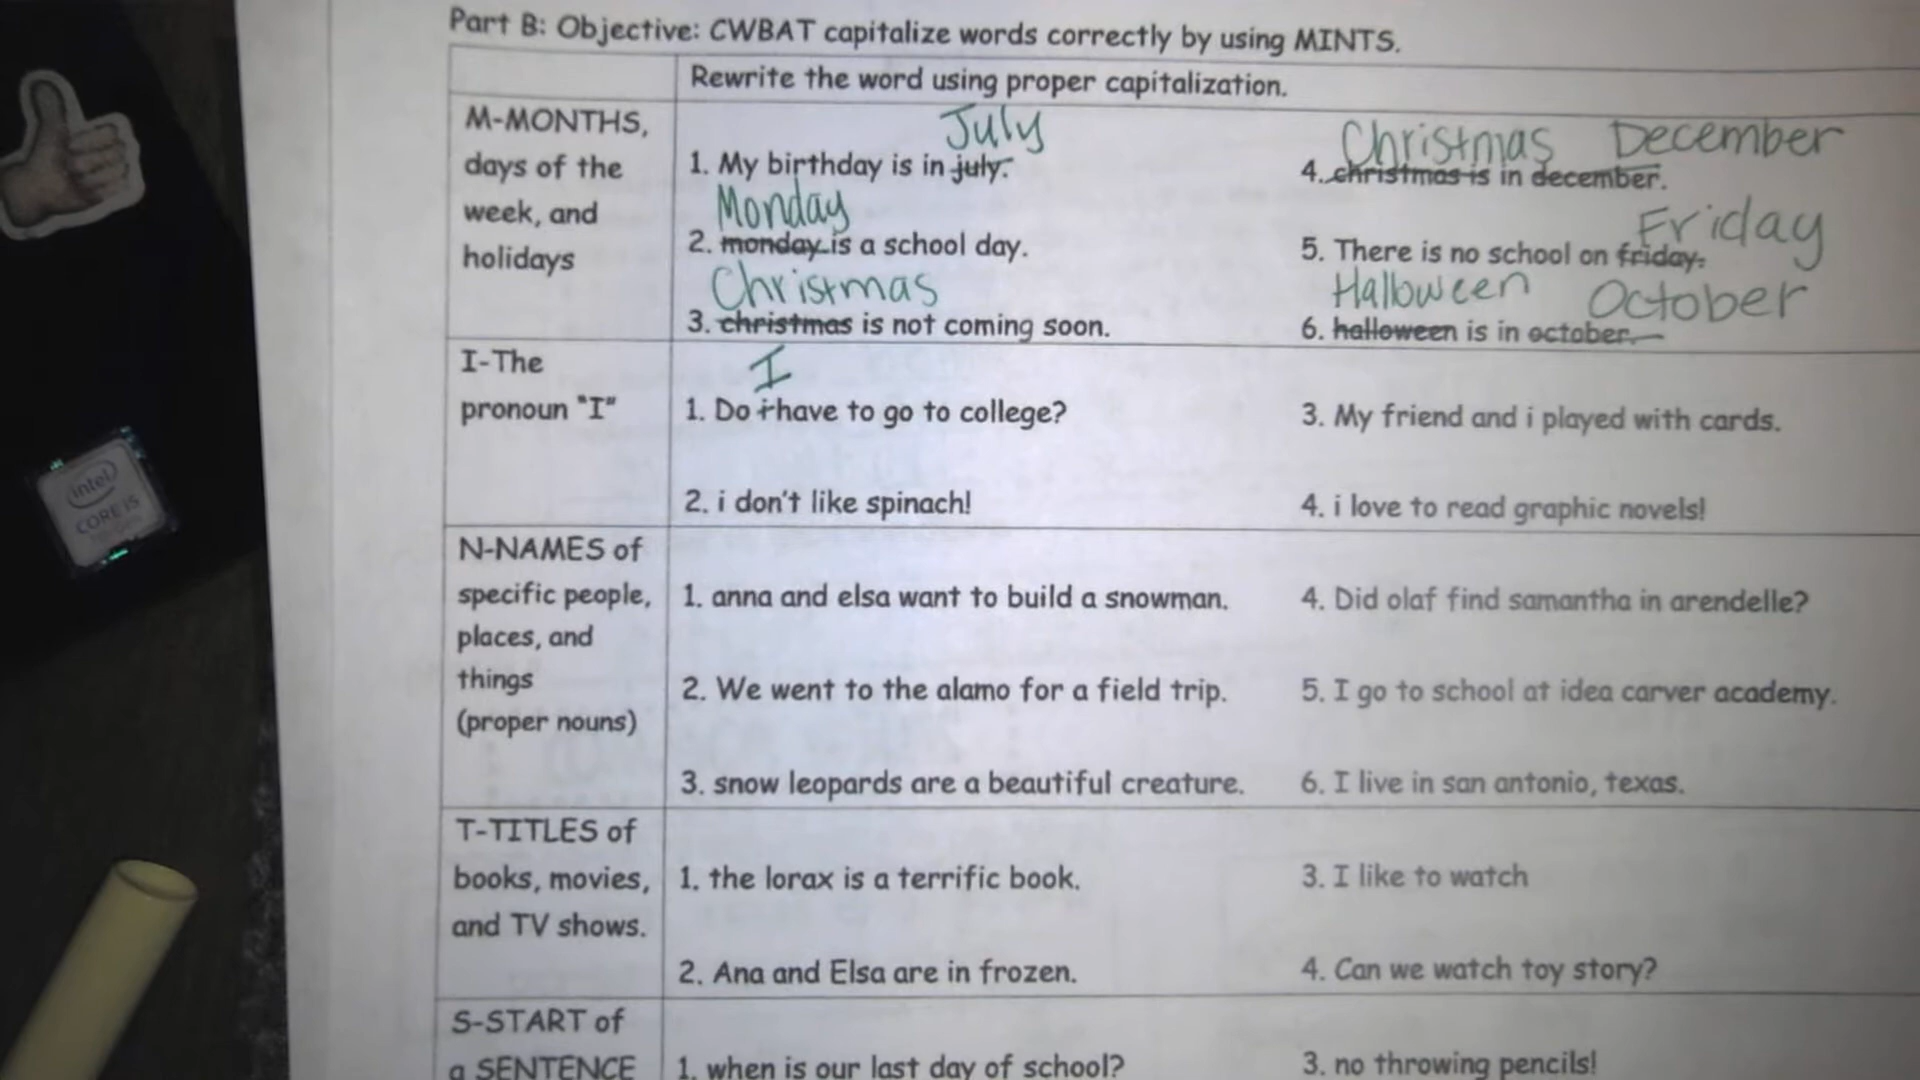 Part B: Objective: CWBAT capitalize words correctly by using MINTS.
Rewrite the word using proper capitalization.
M-MONTHS,
days of the
week, and
holidays
July
1. My birthday is in july.
Monday
2. monday is a school day.
Christmas
3. christmas is not coming soon.
Christmas December
4. christmas is in december.
Friday
5. There is no school on friday.
Halloween October
6. halloween is in october.
I-The
pronoun "I"
I
1. Do i have to go to college?
2. i don't like spinach!
3. My friend and i played with cards.
4. i love to read graphic novels!
N-NAMES of
specific people,
places, and
things
(proper nouns)
1. anna and elsa want to build a snowman.
2. We went to the alamo for a field trip.
3. snow leopards are a beautiful creature.
4. Did olaf find samantha in arendelle?
5. I go to school at idea carver academy.
6. I live in san antonio, texas.
T-TITLES of
books, movies,
and TV shows.
1. the lorax is a terrific book.
2. Ana and Elsa are in frozen.
3. I like to watch
4. Can we watch toy story?
S-START of
a SENTENCE
1. when is our last day of school?
3. no throwing pencils!
intel
CORE i5